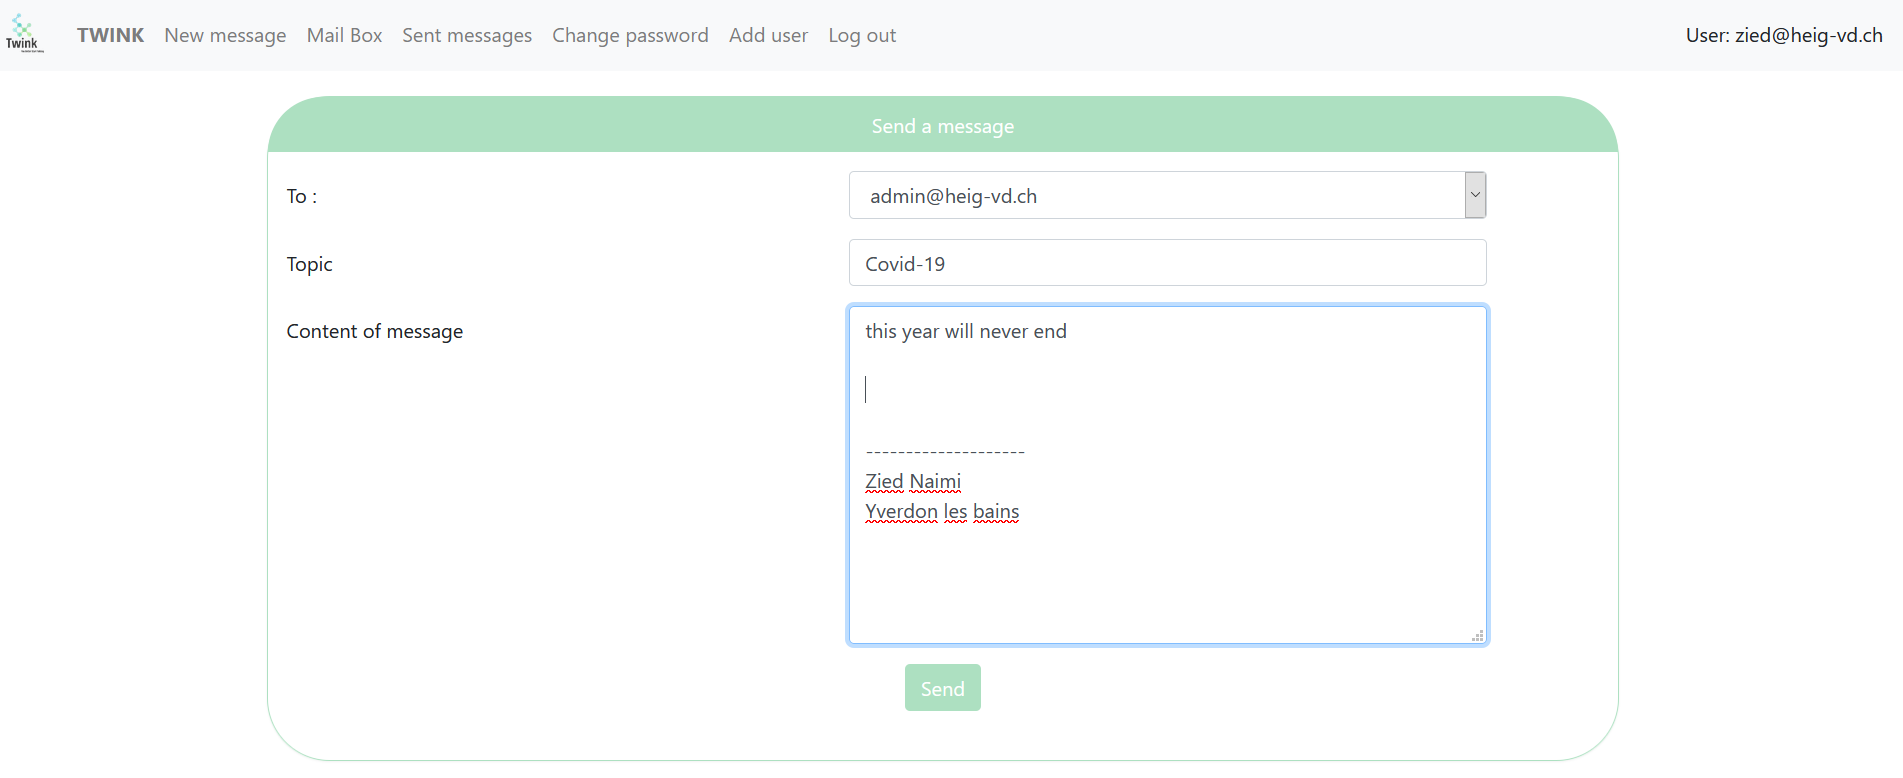 Twink
TWINK New message Mail Box Sent messages Change password Add user Log out User: zied@heig-vd.ch
Send a message
To : admin@heig-vd.ch
Topic Covid-19
Content of message this year will never end
--------------------
Zied Naimi
Yverdon les bains
Send